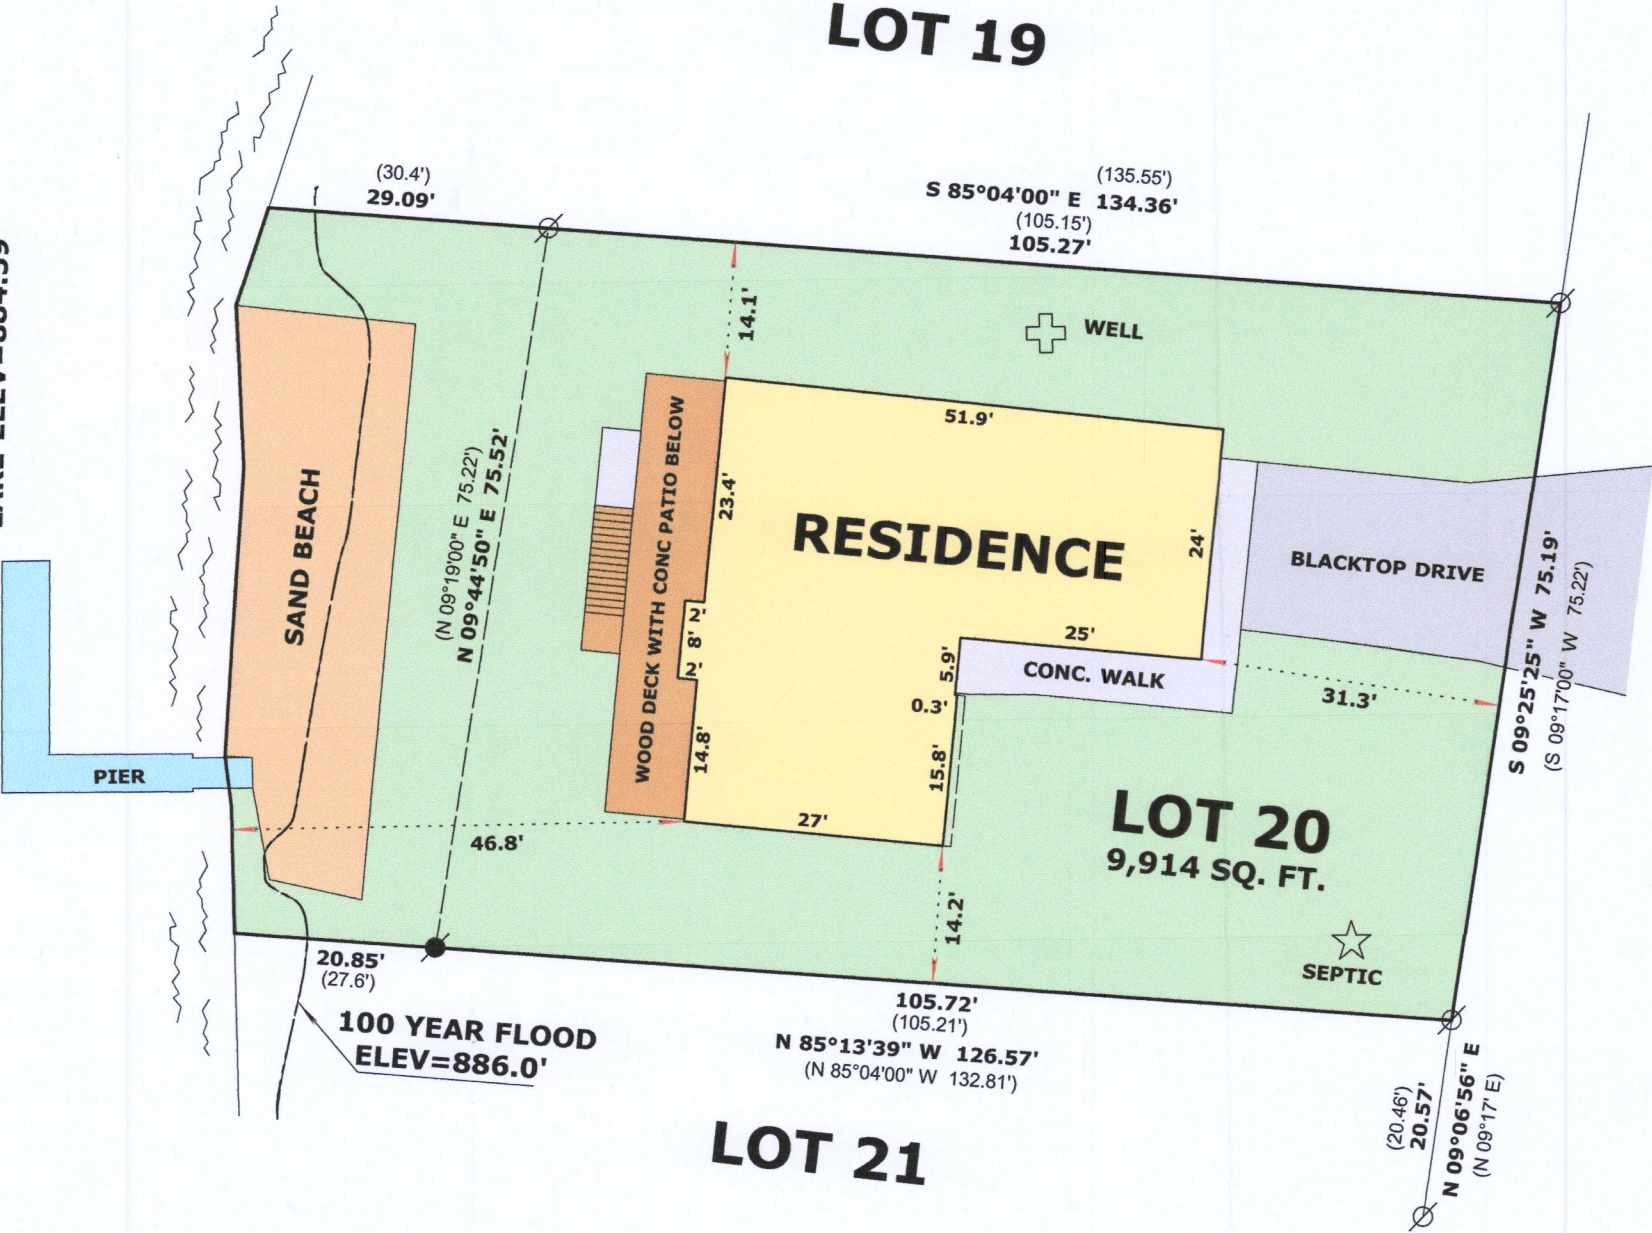 LOT 19
(30.4')
29.09'
(135.55')
S 85°04'00" E 134.36'
(105.15')
105.27'
14.1'
WELL
51.9'
WOOD DECK WITH CONC PATIO BELOW
23.4'
RESIDENCE
24'
(N 09°19'00" E 75.22')
N 09°44'50" E 75.52'
SAND BEACH
BLACKTOP DRIVE
S 09°25'25" W 75.19'
(S 09°17'00" W 75.22')
2'
8'
2'
25'
5.9'
CONC. WALK
0.3'
31.3'
14.8'
15.8'
PIER
27'
46.8'
LOT 20
9,914 SQ. FT.
14.2'
SEPTIC
20.85'
(27.6')
105.72'
(105.21')
N 85°13'39" W 126.57'
(N 85°04'00" W 132.81')
100 YEAR FLOOD
ELEV=886.0'
(20.46")
20.57'
N 09°06'56" E
(N 09°17' E)
LOT 21